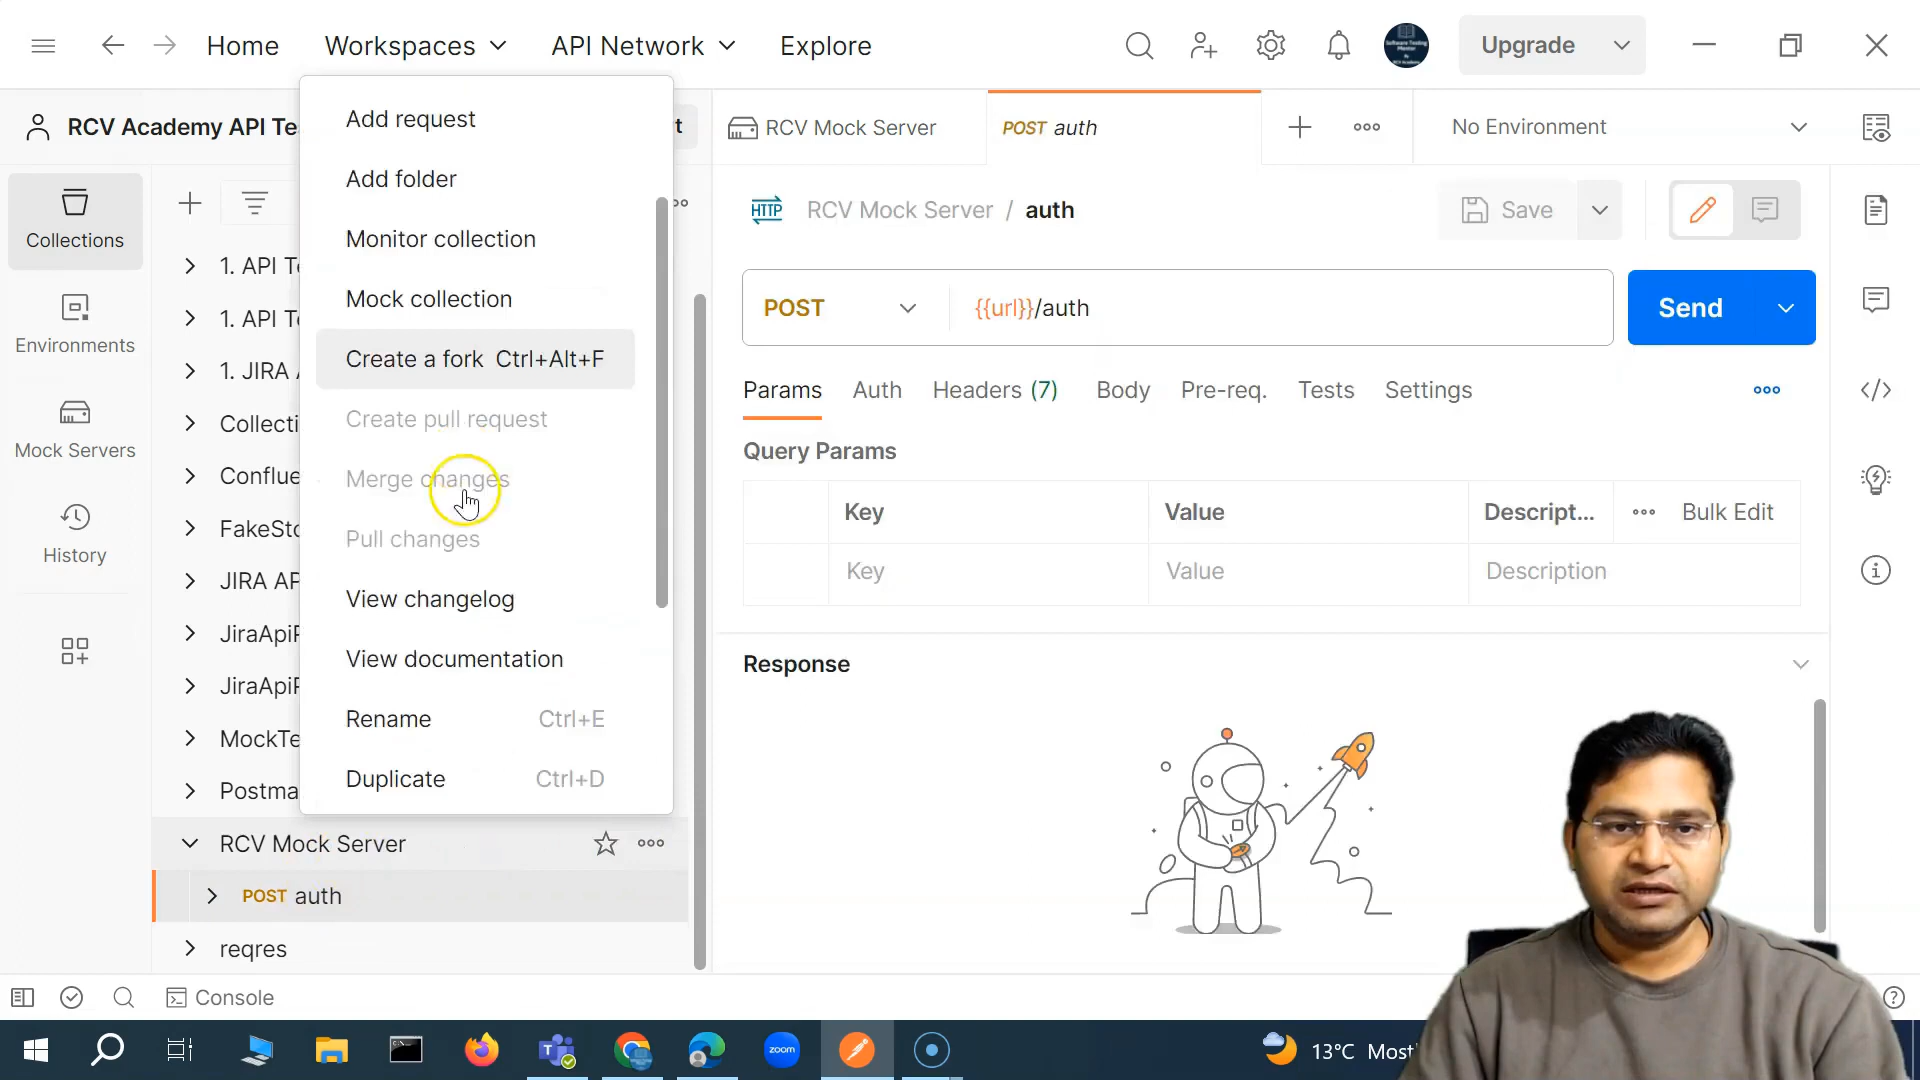 Home
Workspaces
API Network
Explore
Upgrade
RCV Academy API Te
t
RCV Mock Server
POST auth
No Environment
Collections
Environments
Mock Servers
History
1. API Te
1. API Te
1. JIRA A
Collecti
Conflue
FakeSto
JIRA AP
JiraApiF
JiraApiF
MockTe
Postma
RCV Mock Server
POST auth
reqres
Add request
Add folder
Monitor collection
Mock collection
Create a fork Ctrl+Alt+F
Create pull request
Merge changes
Pull changes
View changelog
View documentation
Rename Ctrl+E
Duplicate Ctrl+D
HTTP RCV Mock Server / auth
Save
POST
{{url}}/auth
Send
Params Auth Headers (7) Body Pre-req. Tests Settings
Query Params
Key Value Descript... Bulk Edit
Key Value Description
Response
Console
zoom
13°C